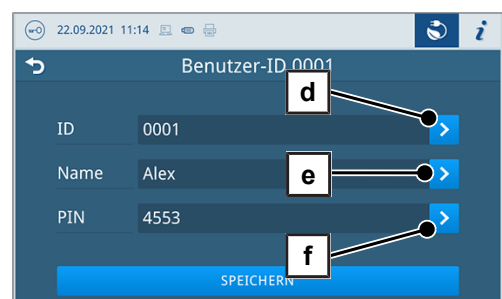 22.09.2021 11:14
i
Benutzer-ID 0001
d
ID 0001
Name Alex
e
PIN 4553
f
SPEICHERN